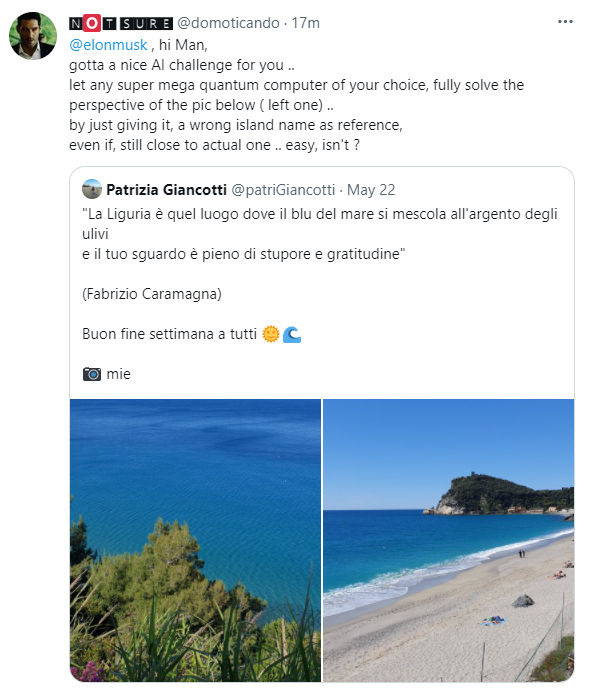 NOT SURE @domoticando · 17m
@elonmusk , hi Man,
gotta a nice AI challenge for you ..
let any super mega quantum computer of your choice, fully solve the
perspective of the pic below ( left one) ..
by just giving it, a wrong island name as reference,
even if, still close to actual one .. easy, isn't ?
Patrizia Giancotti @patriGiancotti · May 22
"La Liguria è quel luogo dove il blu del mare si mescola all'argento degli
ulivi
e il tuo sguardo è pieno di stupore e gratitudine"
(Fabrizio Caramagna)
Buon fine settimana a tutti 🌞🌊
📷 mie